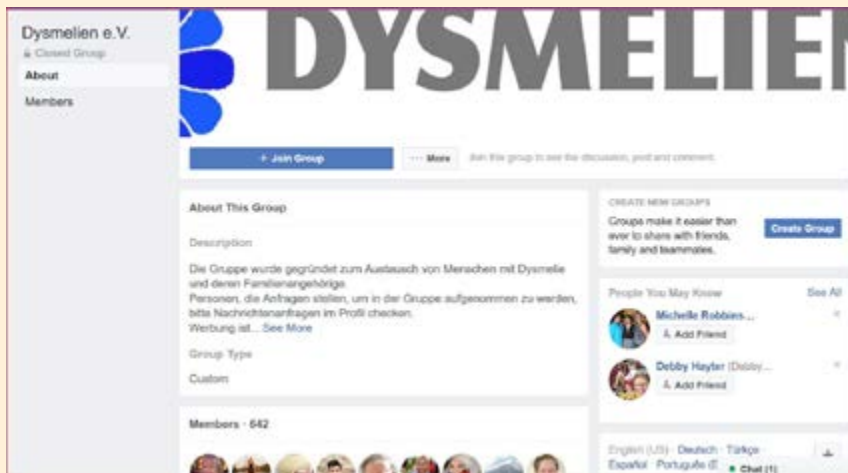 Dysmelien e.V.
Closed Group
About
Members
DYSMELIEN
+ Join Group
··· More
Join this group to see the discussion, post and comment.
About This Group
Description
Die Gruppe wurde gegründet zum Austausch von Menschen mit Dysmelie
und deren Familienangehörige.
Personen, die Anfragen stellen, um in der Gruppe aufgenommen zu werden,
bitte Nachrichtenanfragen im Profil checken.
Werbung ist... See More
Group Type
Custom
Members · 642
CREATE NEW GROUPS
Groups make it easier than
ever to share with friends,
family and teammates.
Create Group
People You May Know
See All
Michelle Robbins...
Add Friend
Debby Hayter (Debby...
Add Friend
English (US) · Deutsch · Türkçe
Español · Português (B
Chat (1)